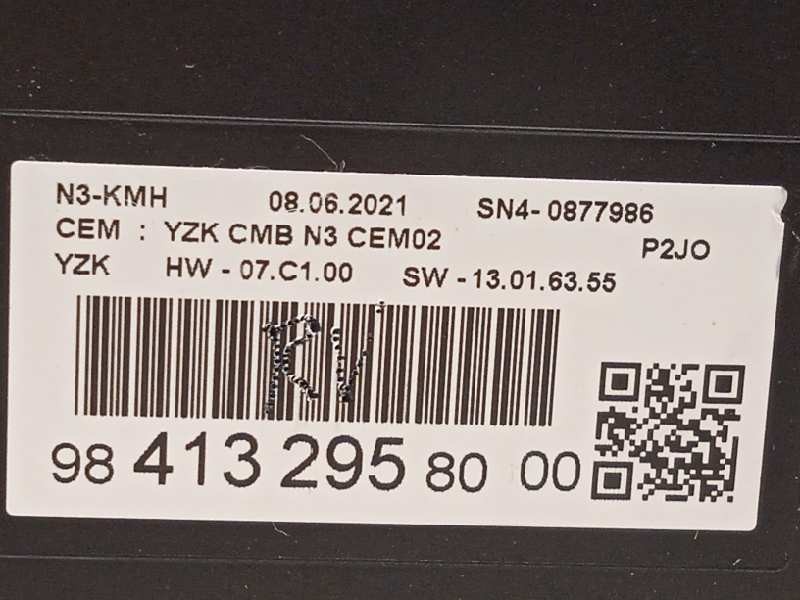 N3-KMH 08.06.2021 SN4- 0877986
CEM : YZK CMB N3 CEM02 P2JO
YZK HW - 07.C1.00 SW - 13.01.63.55
RV
98 413 295 80 00